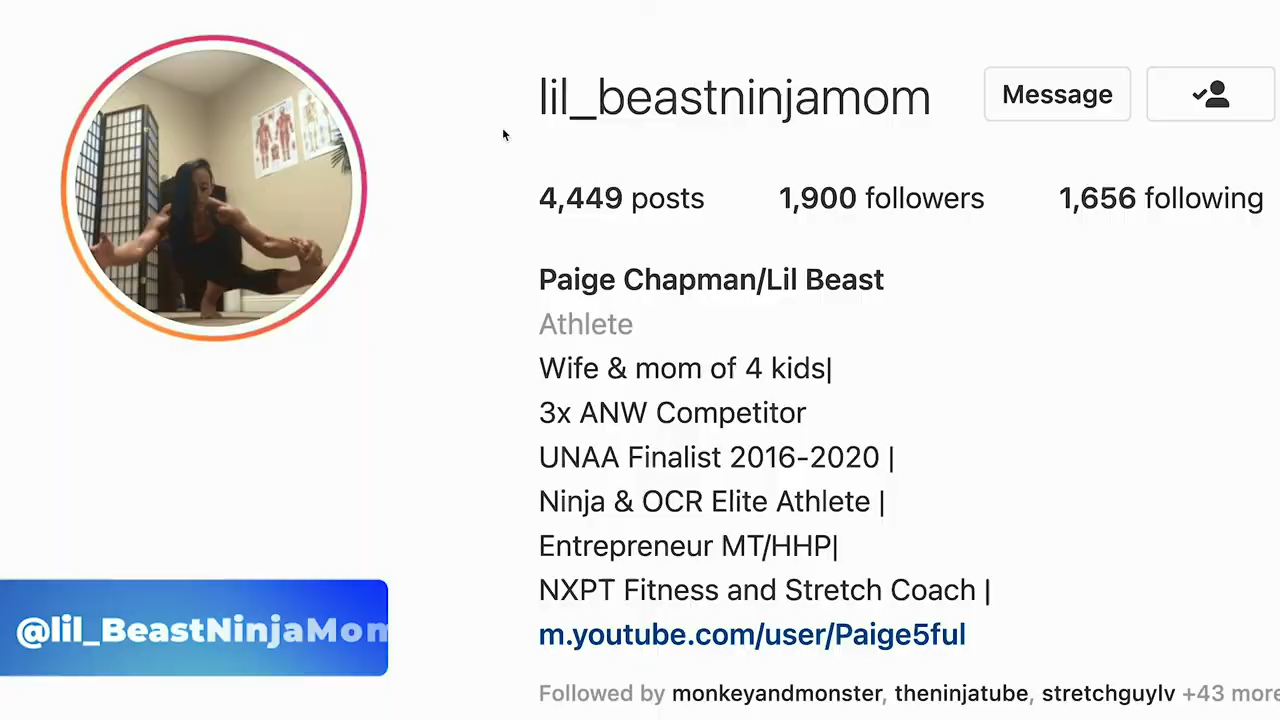 lil_beastninjamom
Message
4,449 posts 1,900 followers 1,656 following
Paige Chapman/Lil Beast
Athlete
Wife & mom of 4 kids|
3x ANW Competitor
UNAA Finalist 2016-2020 |
Ninja & OCR Elite Athlete |
Entrepreneur MT/HHP|
NXPT Fitness and Stretch Coach |
m.youtube.com/user/Paige5ful
Followed by monkeyandmonster, theninjatube, stretchguylv +43 more
@lil_BeastNinjaMom